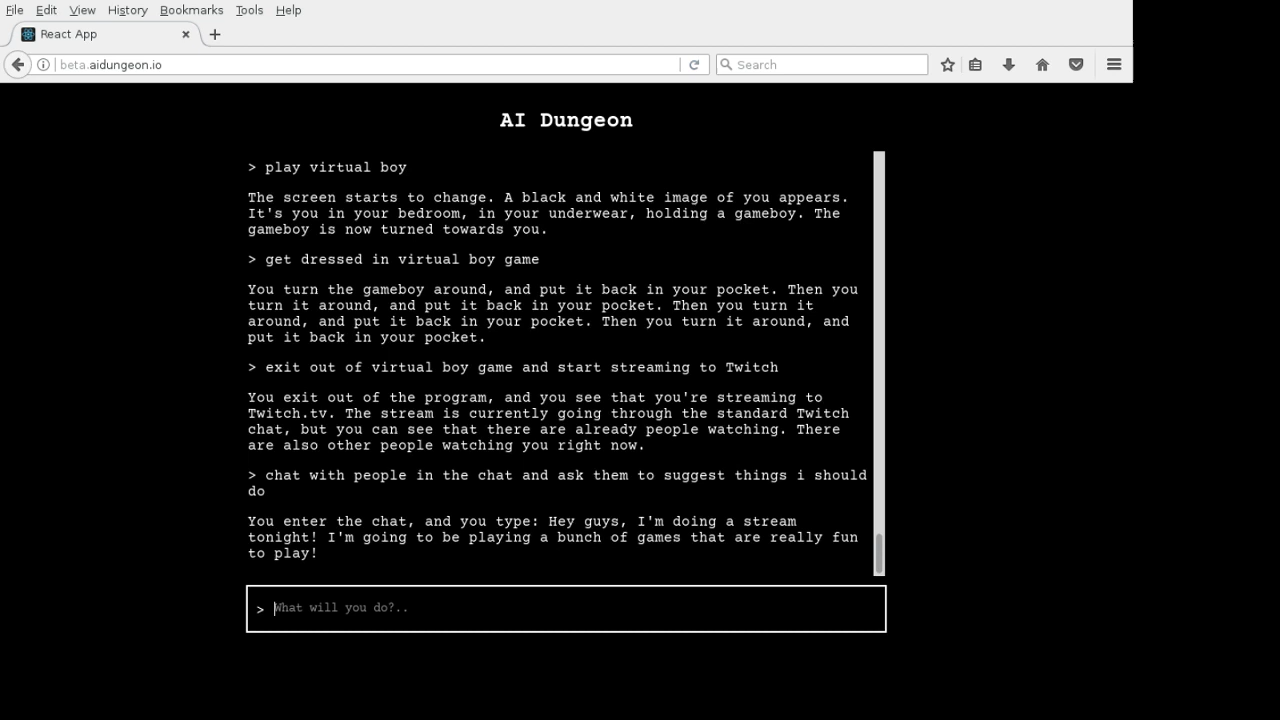 File Edit View History Bookmarks Tools Help
React App
beta.aidungeon.io
Search
AI Dungeon
> play virtual boy
The screen starts to change. A black and white image of you appears.
It's you in your bedroom, in your underwear, holding a gameboy. The
gameboy is now turned towards you.
> get dressed in virtual boy game
You turn the gameboy around, and put it back in your pocket. Then you
turn it around, and put it back in your pocket. Then you turn it
around, and put it back in your pocket. Then you turn it around, and
put it back in your pocket.
> exit out of virtual boy game and start streaming to Twitch
You exit out of the program, and you see that you're streaming to
Twitch.tv. The stream is currently going through the standard Twitch
chat, but you can see that there are already people watching. There
are also other people watching you right now.
> chat with people in the chat and ask them to suggest things i should
do
You enter the chat, and you type: Hey guys, I'm doing a stream
tonight! I'm going to be playing a bunch of games that are really fun
to play!
> What will you do?..